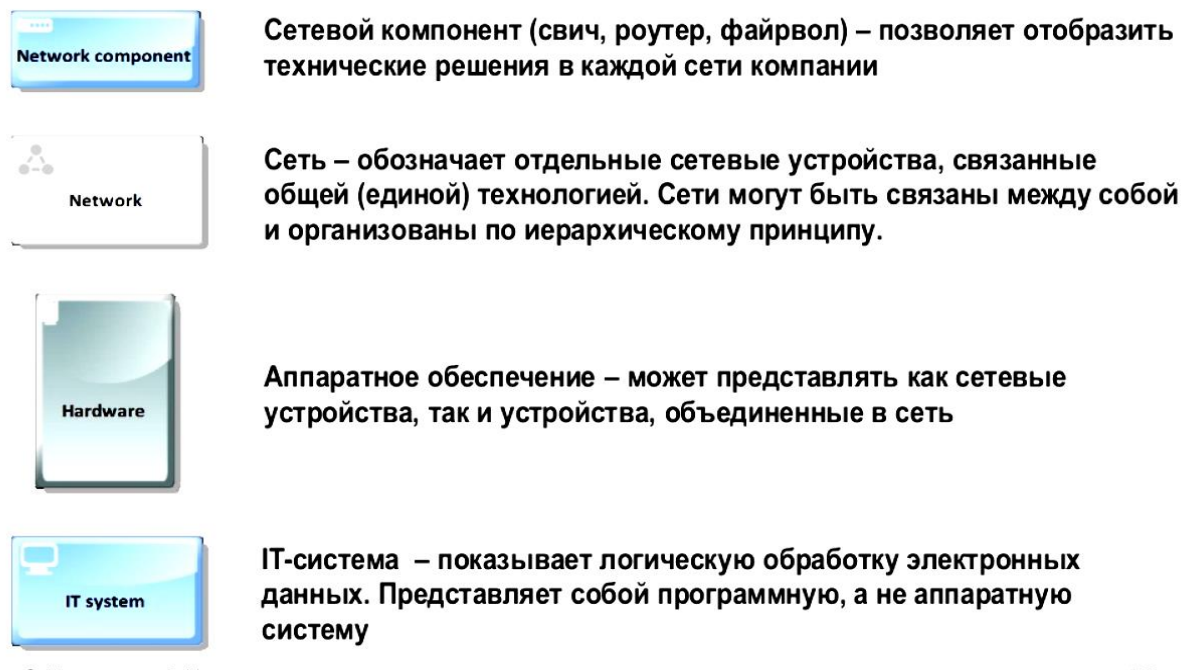 Network component
Сетевой компонент (свич, роутер, файрвол) – позволяет отобразить
технические решения в каждой сети компании
Network
Сеть – обозначает отдельные сетевые устройства, связанные
общей (единой) технологией. Сети могут быть связаны между собой
и организованы по иерархическому принципу.
Hardware
Аппаратное обеспечение – может представлять как сетевые
устройства, так и устройства, объединенные в сеть
IT system
IT-система – показывает логическую обработку электронных
данных. Представляет собой программную, а не аппаратную
систему